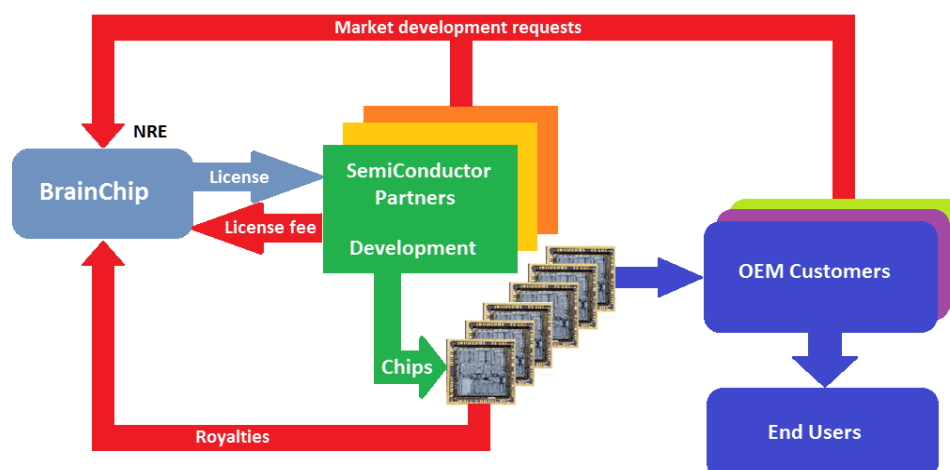 Market development requests
NRE
BrainChip
License
License fee
SemiConductor
Partners
Development
OEM Customers
Chips
Royalties
End Users